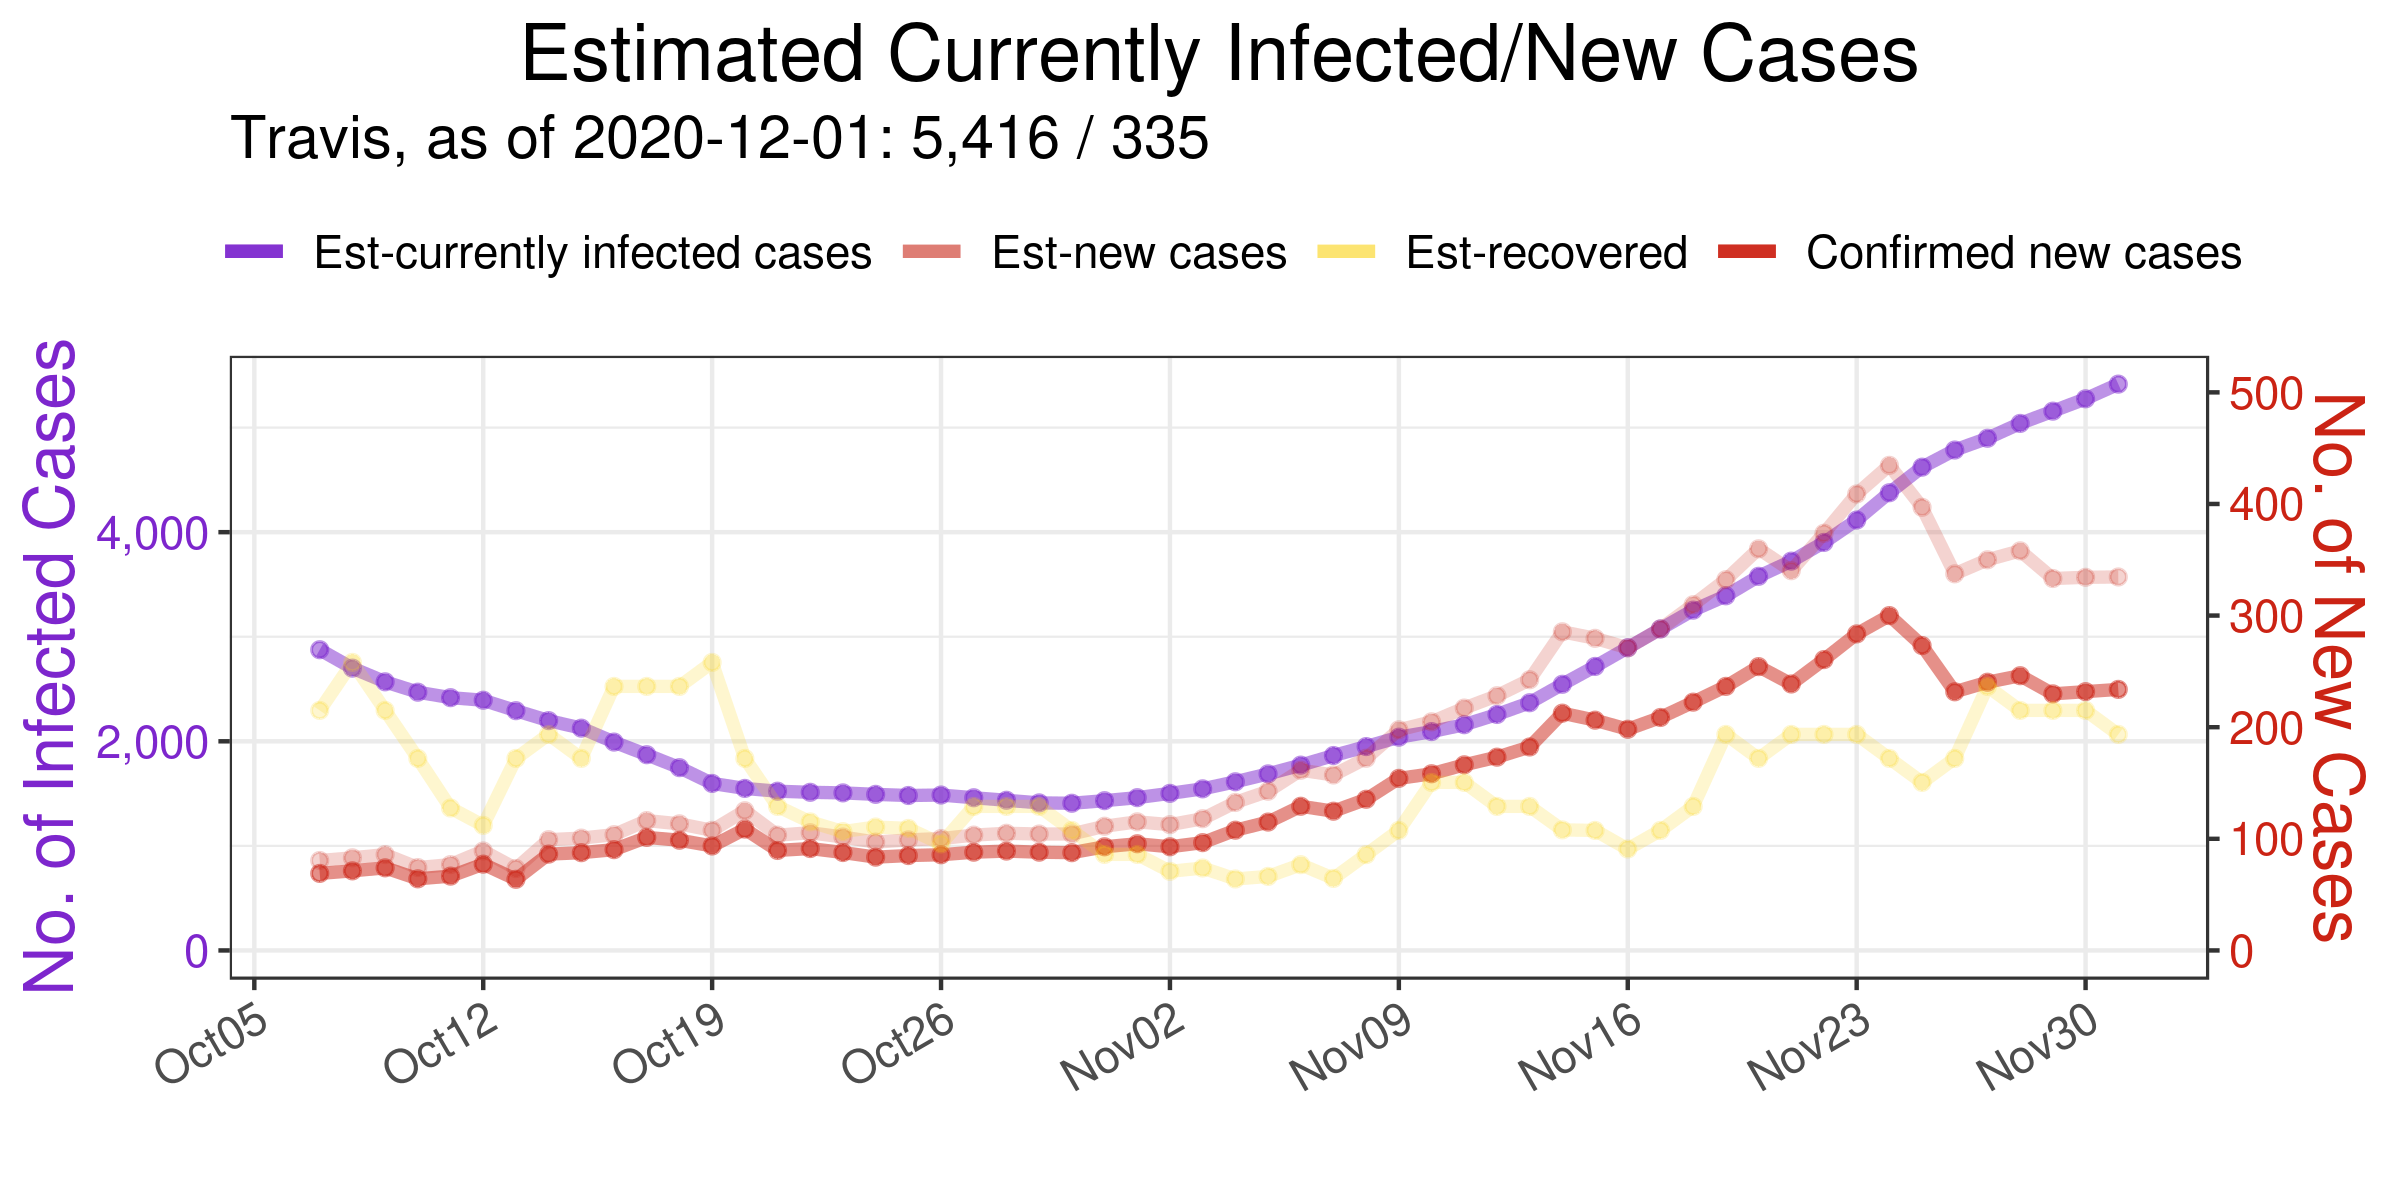 Estimated Currently Infected/New Cases
Travis, as of 2020-12-01: 5,416 / 335
Est-currently infected cases Est-new cases Est-recovered Confirmed new cases
No. of Infected Cases
4,000
2,000
0
500
400
300
200
100
0
No. of New Cases
Oct05 Oct12 Oct19 Oct26 Nov02 Nov09 Nov16 Nov23 Nov30